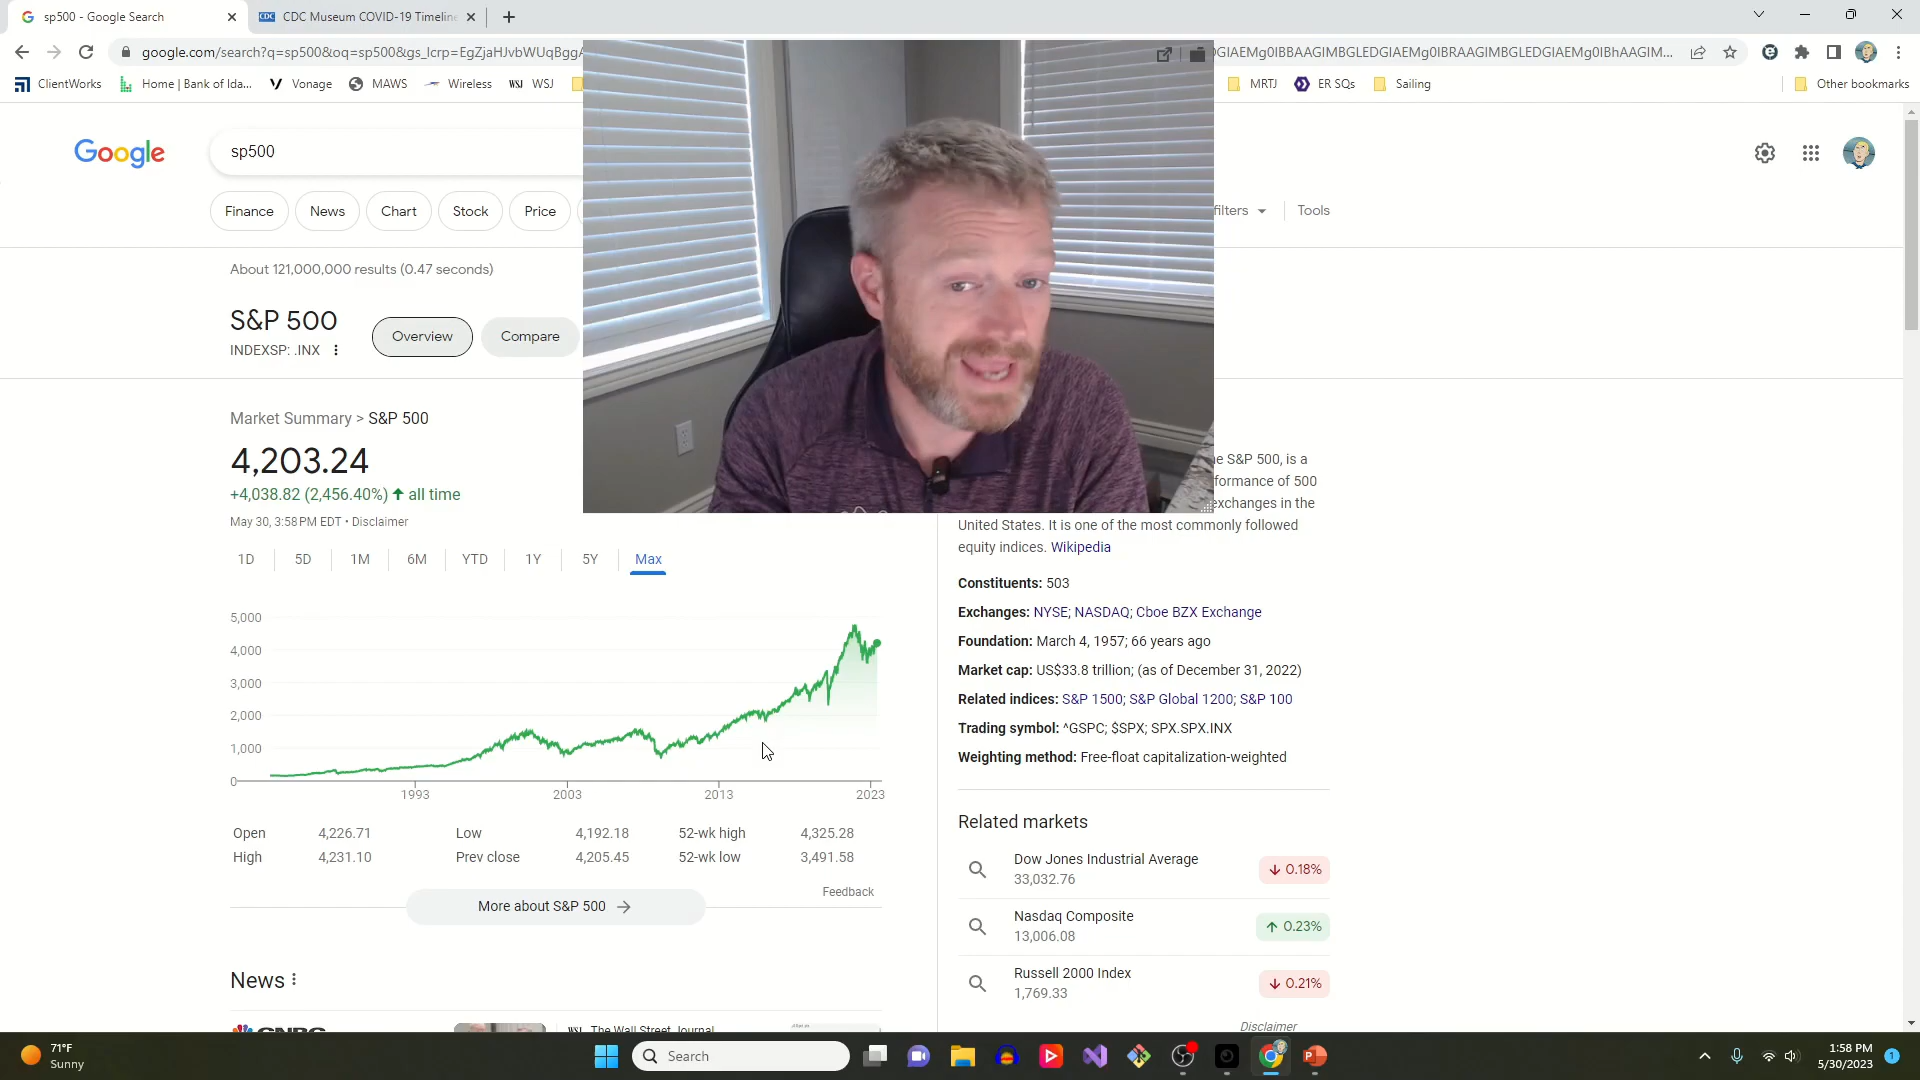 sp500 - Google Search
CDC Museum COVID-19 Timeline
google.com/search?q=sp500&oq=sp500&gs_lcrp=EgZjaHJvbWUqBggA
DGIAEMg0IBBAAGIMBGLEDGIAEMg0IBRAAGIMBGLEDGIAEMg0IBhAAGIM...
ClientWorks
Home | Bank of Ida...
Vonage
MAWS
Wireless
WSJ WSJ
MRTJ
ER SQs
Sailing
Other bookmarks
Google
sp500
Finance
News
Chart
Stock
Price
filters
Tools
About 121,000,000 results (0.47 seconds)
S&P 500
INDEXSP: .INX
Overview
Compare
Market Summary > S&P 500
4,203.24
+4,038.82 (2,456.40%) ↑ all time
May 30, 3:58 PM EDT • Disclaimer
1D 5D 1M 6M YTD 1Y 5Y Max
5,000
4,000
3,000
2,000
1,000
0
1993 2003 2013 2023
Open 4,226.71 Low 4,192.18 52-wk high 4,325.28
High 4,231.10 Prev close 4,205.45 52-wk low 3,491.58
Feedback
More about S&P 500 →
News
CNBC
The Wall Street Journal
S&P 500, is a
formance of 500
exchanges in the
United States. It is one of the most commonly followed
equity indices. Wikipedia
Constituents: 503
Exchanges: NYSE; NASDAQ; Cboe BZX Exchange
Foundation: March 4, 1957; 66 years ago
Market cap: US$33.8 trillion; (as of December 31, 2022)
Related indices: S&P 1500; S&P Global 1200; S&P 100
Trading symbol: ^GSPC; $SPX; SPX.SPX.INX
Weighting method: Free-float capitalization-weighted
Related markets
Dow Jones Industrial Average
33,032.76
↓ 0.18%
Nasdaq Composite
13,006.08
↑ 0.23%
Russell 2000 Index
1,769.33
↓ 0.21%
Disclaimer
71°F
Sunny
Search
1:58 PM
5/30/2023
1